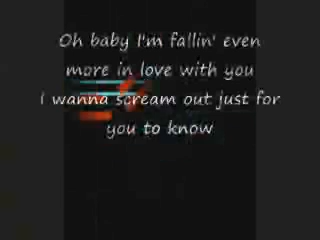 Oh baby I'm fallin' even
more in love with you
I wanna scream out just for
you to know